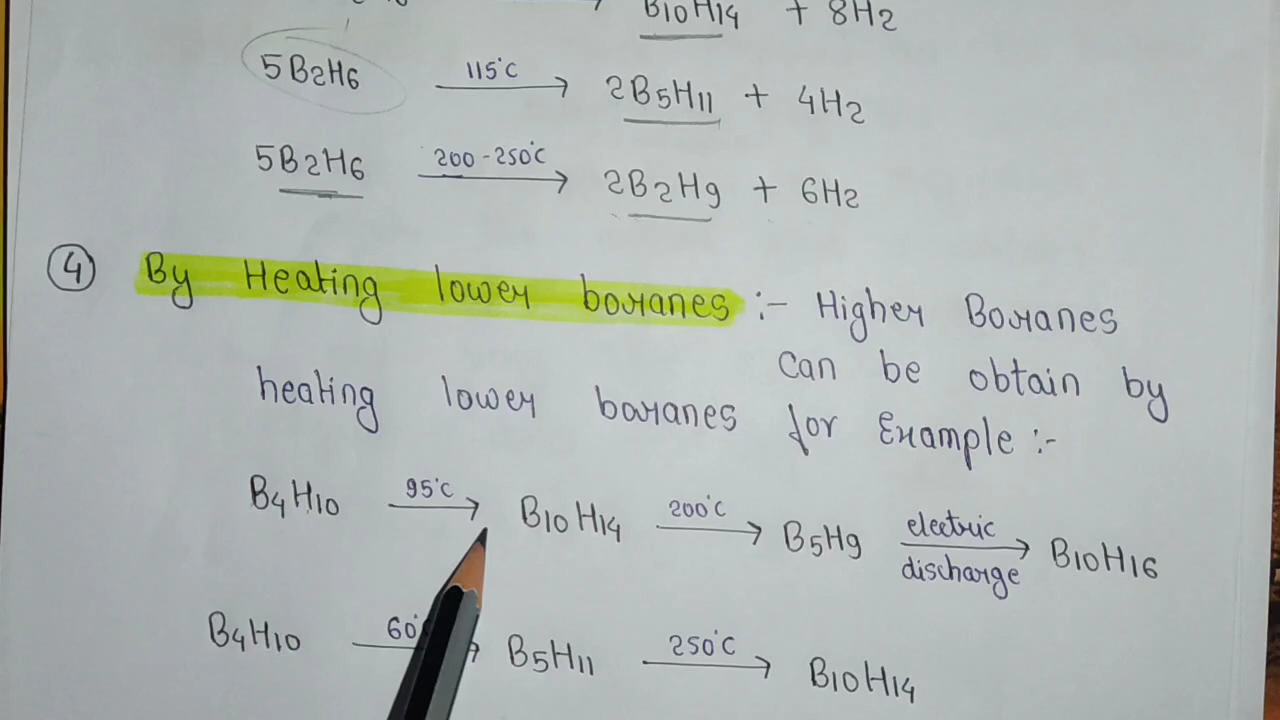 B10H14 + 8H2
5B2H6 115°C 2B5H11 + 4H2
5B2H6 200-250°C 2B2H9 + 6H2
4 By Heating lower boranes :- Higher Boranes
can be obtain by
heating lower boranes for Example :-
B4H10 95°C B10H14 200°C B5H9 electric discharge B10H16
B4H10 60° B5H11 250°C B10H14